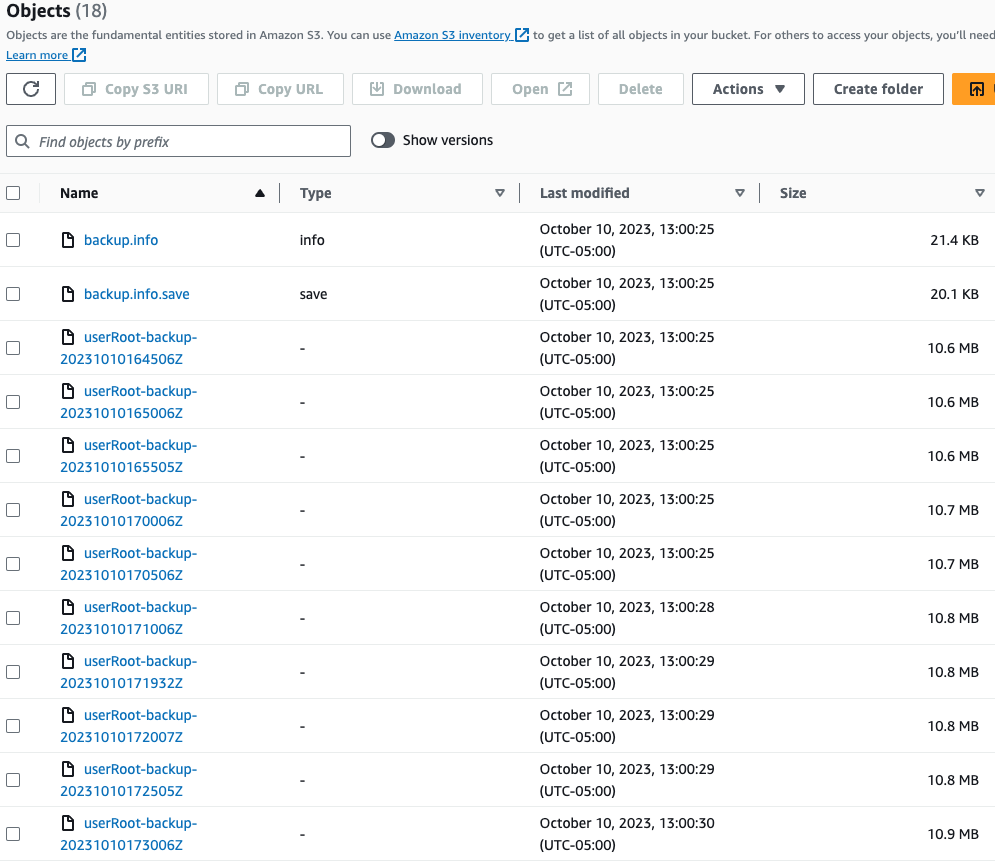 Objects (18)
Objects are the fundamental entities stored in Amazon S3. You can use Amazon S3 inventory to get a list of all objects in your bucket. For others to access your objects, you'll need
Learn more
Copy S3 URI Copy URL Download Open Delete Actions Create folder
Find objects by prefix Show versions
Name Type Last modified Size
backup.info info October 10, 2023, 13:00:25 (UTC-05:00) 21.4 KB
backup.info.save save October 10, 2023, 13:00:25 (UTC-05:00) 20.1 KB
userRoot-backup-20231010164506Z - October 10, 2023, 13:00:25 (UTC-05:00) 10.6 MB
userRoot-backup-20231010165006Z - October 10, 2023, 13:00:25 (UTC-05:00) 10.6 MB
userRoot-backup-20231010165505Z - October 10, 2023, 13:00:25 (UTC-05:00) 10.6 MB
userRoot-backup-20231010170006Z - October 10, 2023, 13:00:25 (UTC-05:00) 10.7 MB
userRoot-backup-20231010170506Z - October 10, 2023, 13:00:25 (UTC-05:00) 10.7 MB
userRoot-backup-20231010171006Z - October 10, 2023, 13:00:28 (UTC-05:00) 10.8 MB
userRoot-backup-20231010171932Z - October 10, 2023, 13:00:29 (UTC-05:00) 10.8 MB
userRoot-backup-20231010172007Z - October 10, 2023, 13:00:29 (UTC-05:00) 10.8 MB
userRoot-backup-20231010172505Z - October 10, 2023, 13:00:29 (UTC-05:00) 10.8 MB
userRoot-backup-20231010173006Z - October 10, 2023, 13:00:30 (UTC-05:00) 10.9 MB